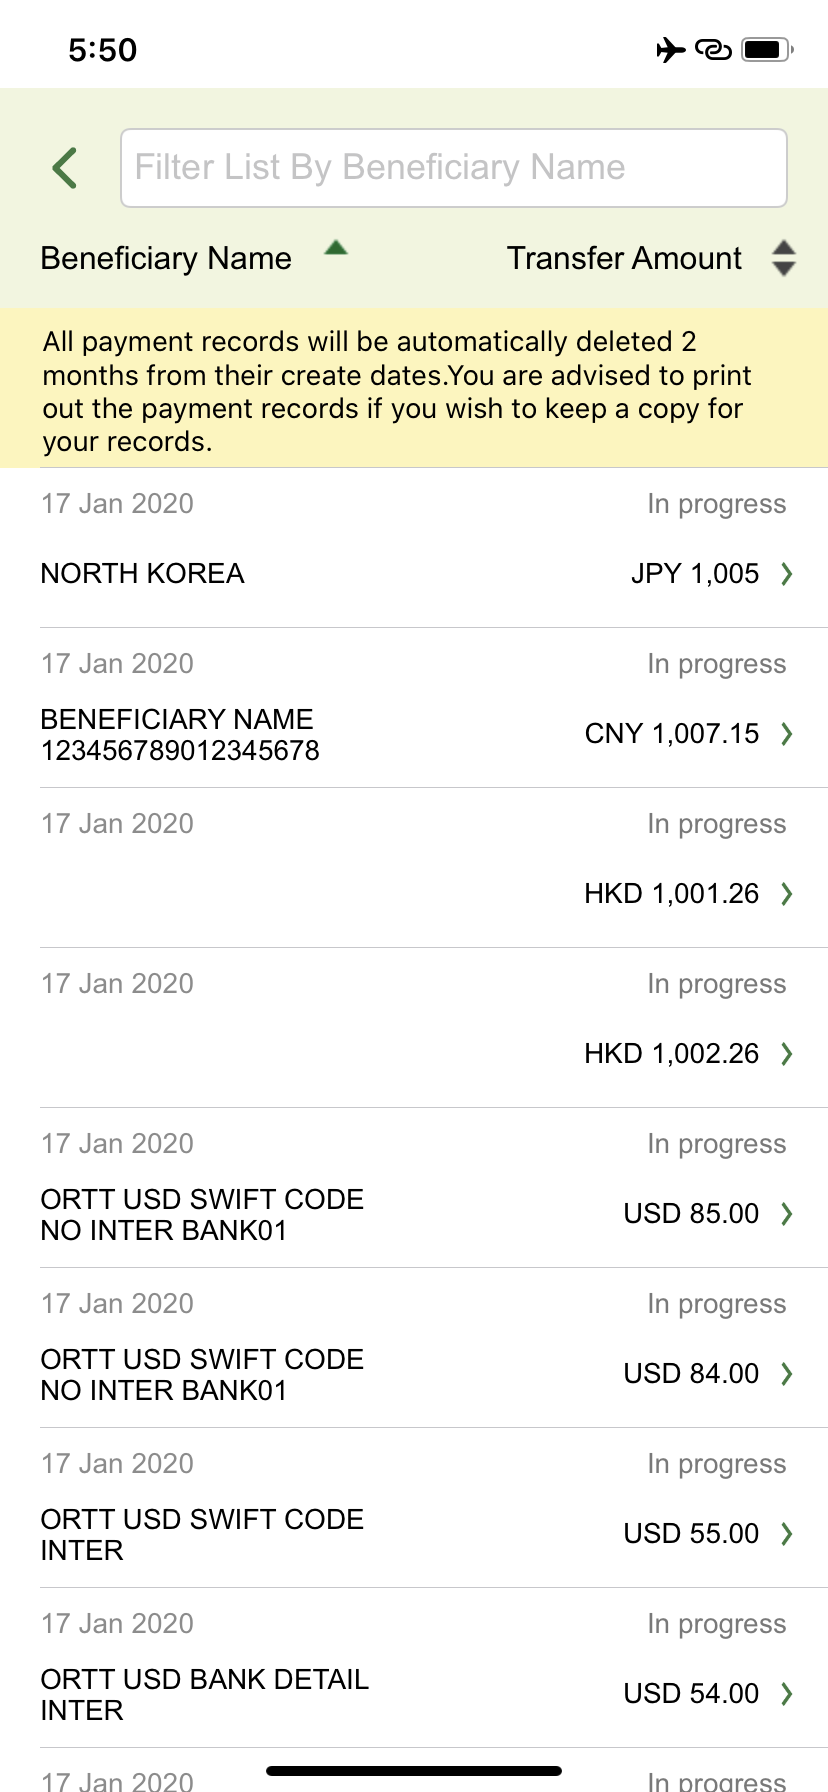 5:50
Filter List By Beneficiary Name
Beneficiary Name Transfer Amount
All payment records will be automatically deleted 2
months from their create dates.You are advised to print
out the payment records if you wish to keep a copy for
your records.
17 Jan 2020 In progress
NORTH KOREA JPY 1,005
17 Jan 2020 In progress
BENEFICIARY NAME
123456789012345678 CNY 1,007.15
17 Jan 2020 In progress
HKD 1,001.26
17 Jan 2020 In progress
HKD 1,002.26
17 Jan 2020 In progress
ORTT USD SWIFT CODE
NO INTER BANK01 USD 85.00
17 Jan 2020 In progress
ORTT USD SWIFT CODE
NO INTER BANK01 USD 84.00
17 Jan 2020 In progress
ORTT USD SWIFT CODE
INTER USD 55.00
17 Jan 2020 In progress
ORTT USD BANK DETAIL
INTER USD 54.00
17 Jan 2020 In progress